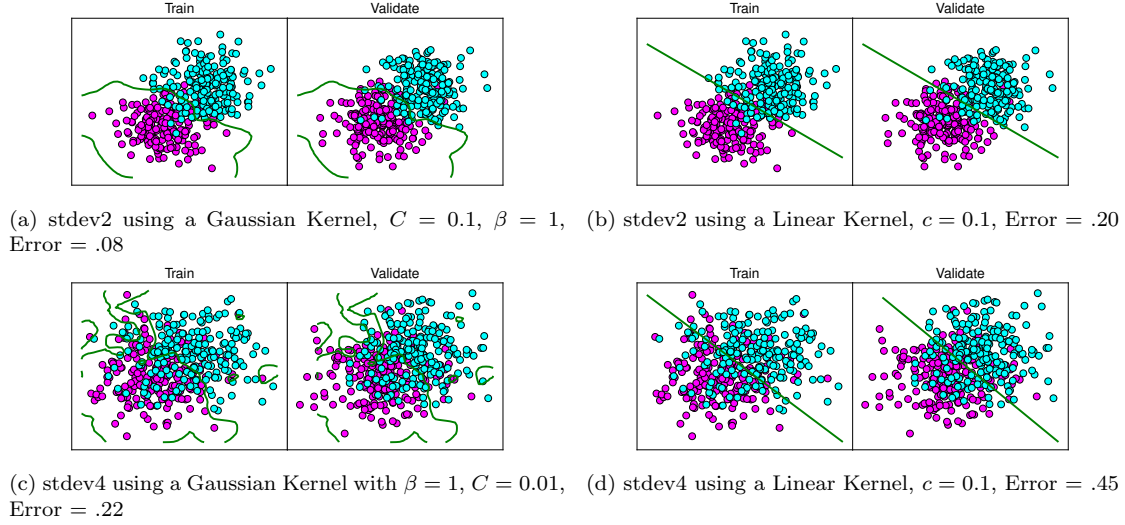 Train
Validate
Train
Validate
(a) stdev2 using a Gaussian Kernel, C = 0.1, β = 1,
Error = .08
(b) stdev2 using a Linear Kernel, c = 0.1, Error = .20
Train
Validate
Train
Validate
(c) stdev4 using a Gaussian Kernel with β = 1, C = 0.01,
Error = .22
(d) stdev4 using a Linear Kernel, c = 0.1, Error = .45